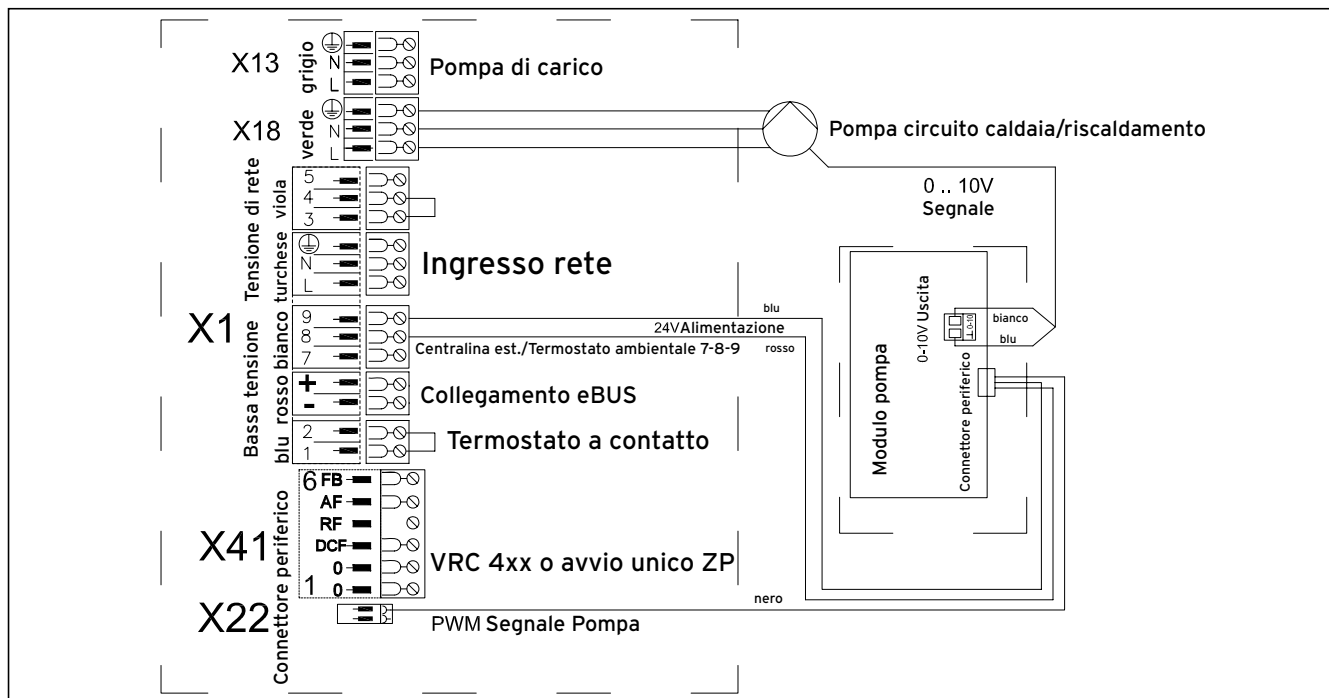 X13
grigio
N
L
Pompa di carico
X18
verde
N
L
Pompa circuito caldaia/riscaldamento
0 .. 10V
Segnale
Tensione di rete
viola
5
4
3
turchese
N
L
Ingresso rete
X1
Bassa tensione
bianco
9
8
7
blu
24V Alimentazione
Centralina est./Termostato ambientale 7-8-9
rosso
rosso
+
-
Collegamento eBUS
blu
2
1
Termostato a contatto
Modulo pompa
0-10V Uscita
0-10
bianco
blu
Connettore periferico
X41
Connettore periferico
6 FB
AF
RF
DCF
0
1 0
VRC 4xx o avvio unico ZP
X22
nero
PWM Segnale Pompa